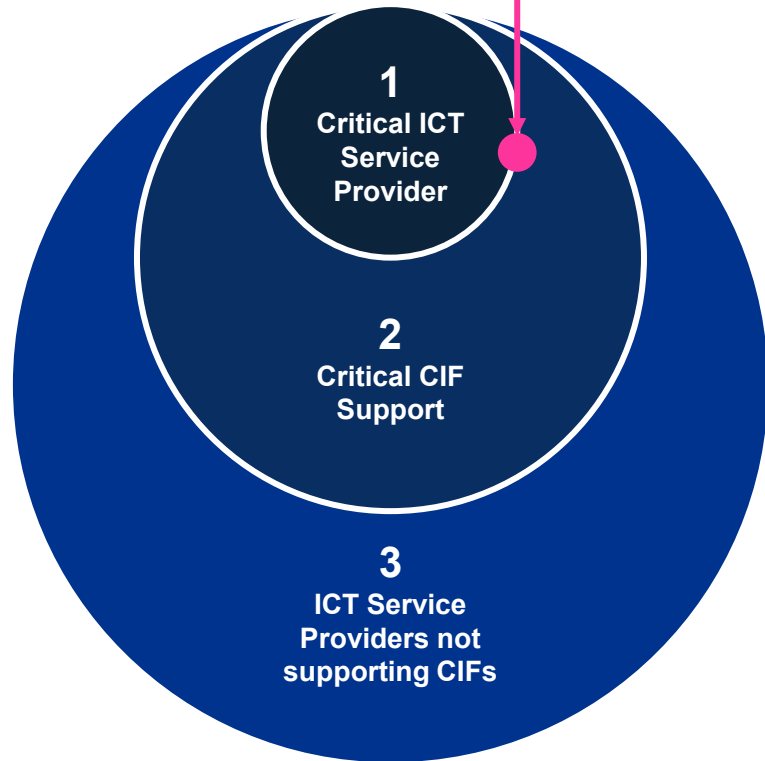 1
Critical ICT
Service
Provider
2
Critical CIF
Support
3
ICT Service
Providers not
supporting CIFs